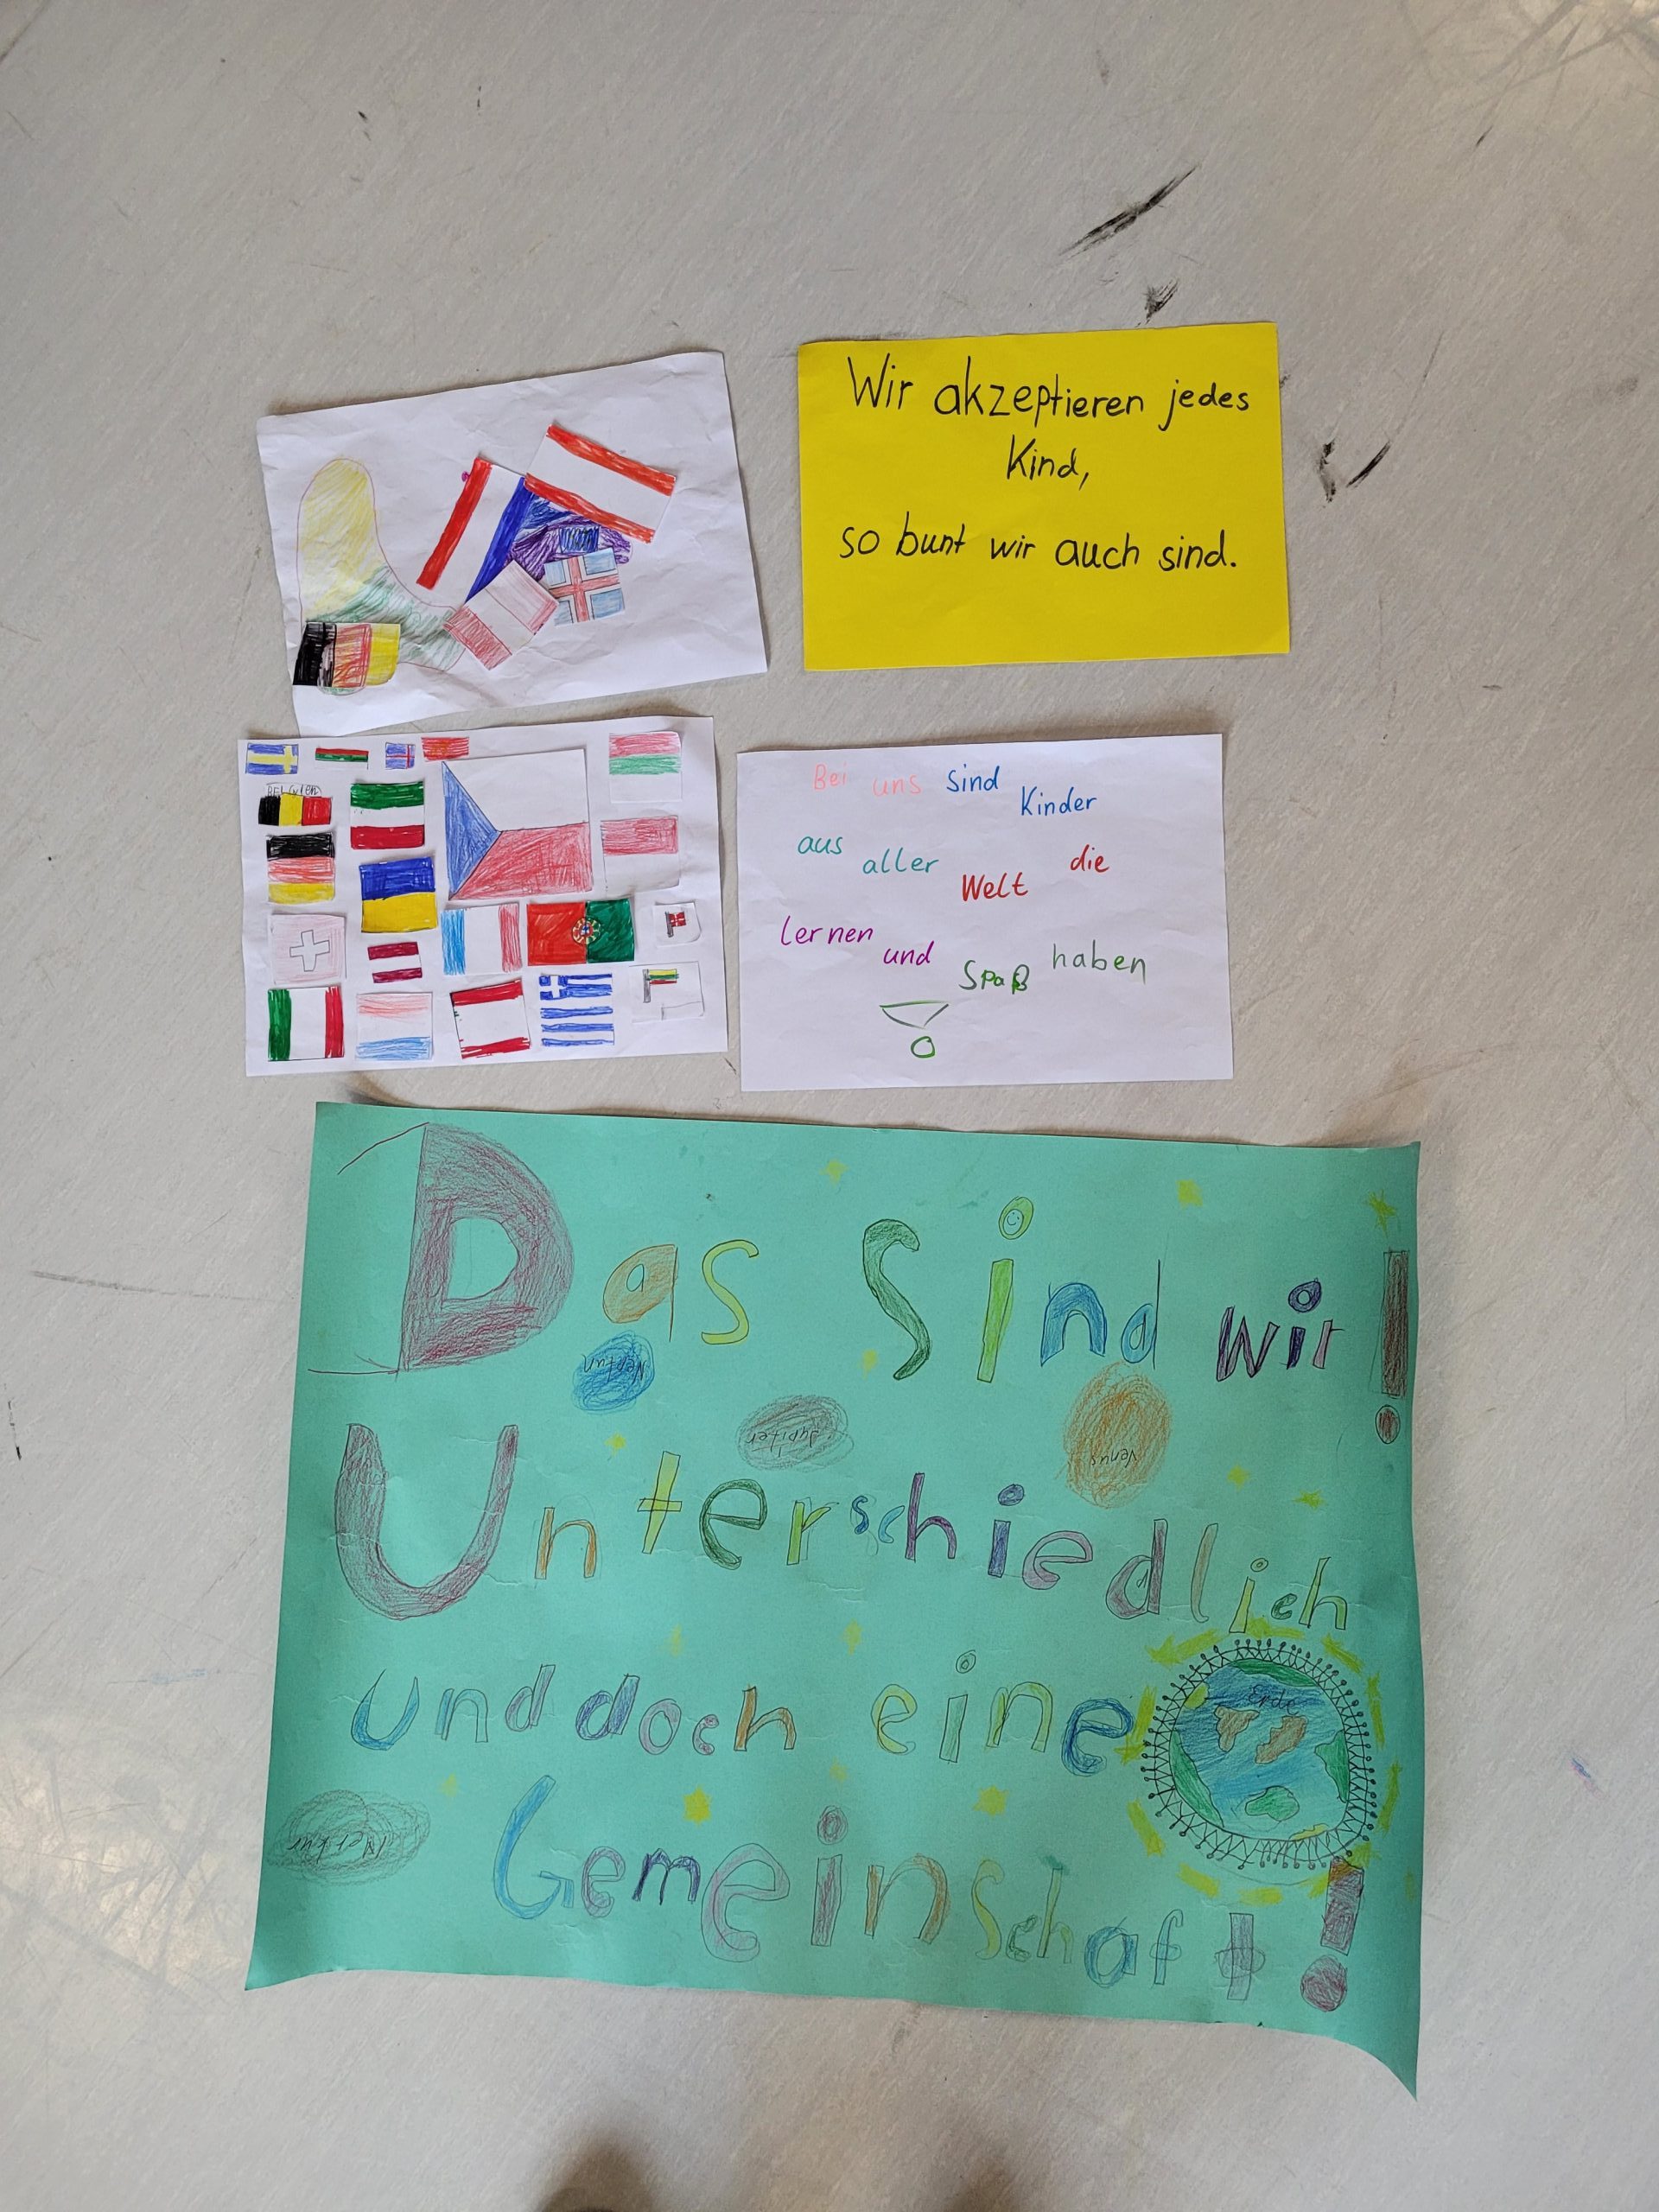 Wir akzeptieren jedes
Kind,
so bunt wir auch sind.
BELGIEN
Bei uns sind Kinder
aus aller Welt die
lernen und Spaß haben
Das Sind wir!
Neptun
Jupiter
Venus
Unterschiedlich
und doch eine
Erde
Merkur
Gemeinschaft!